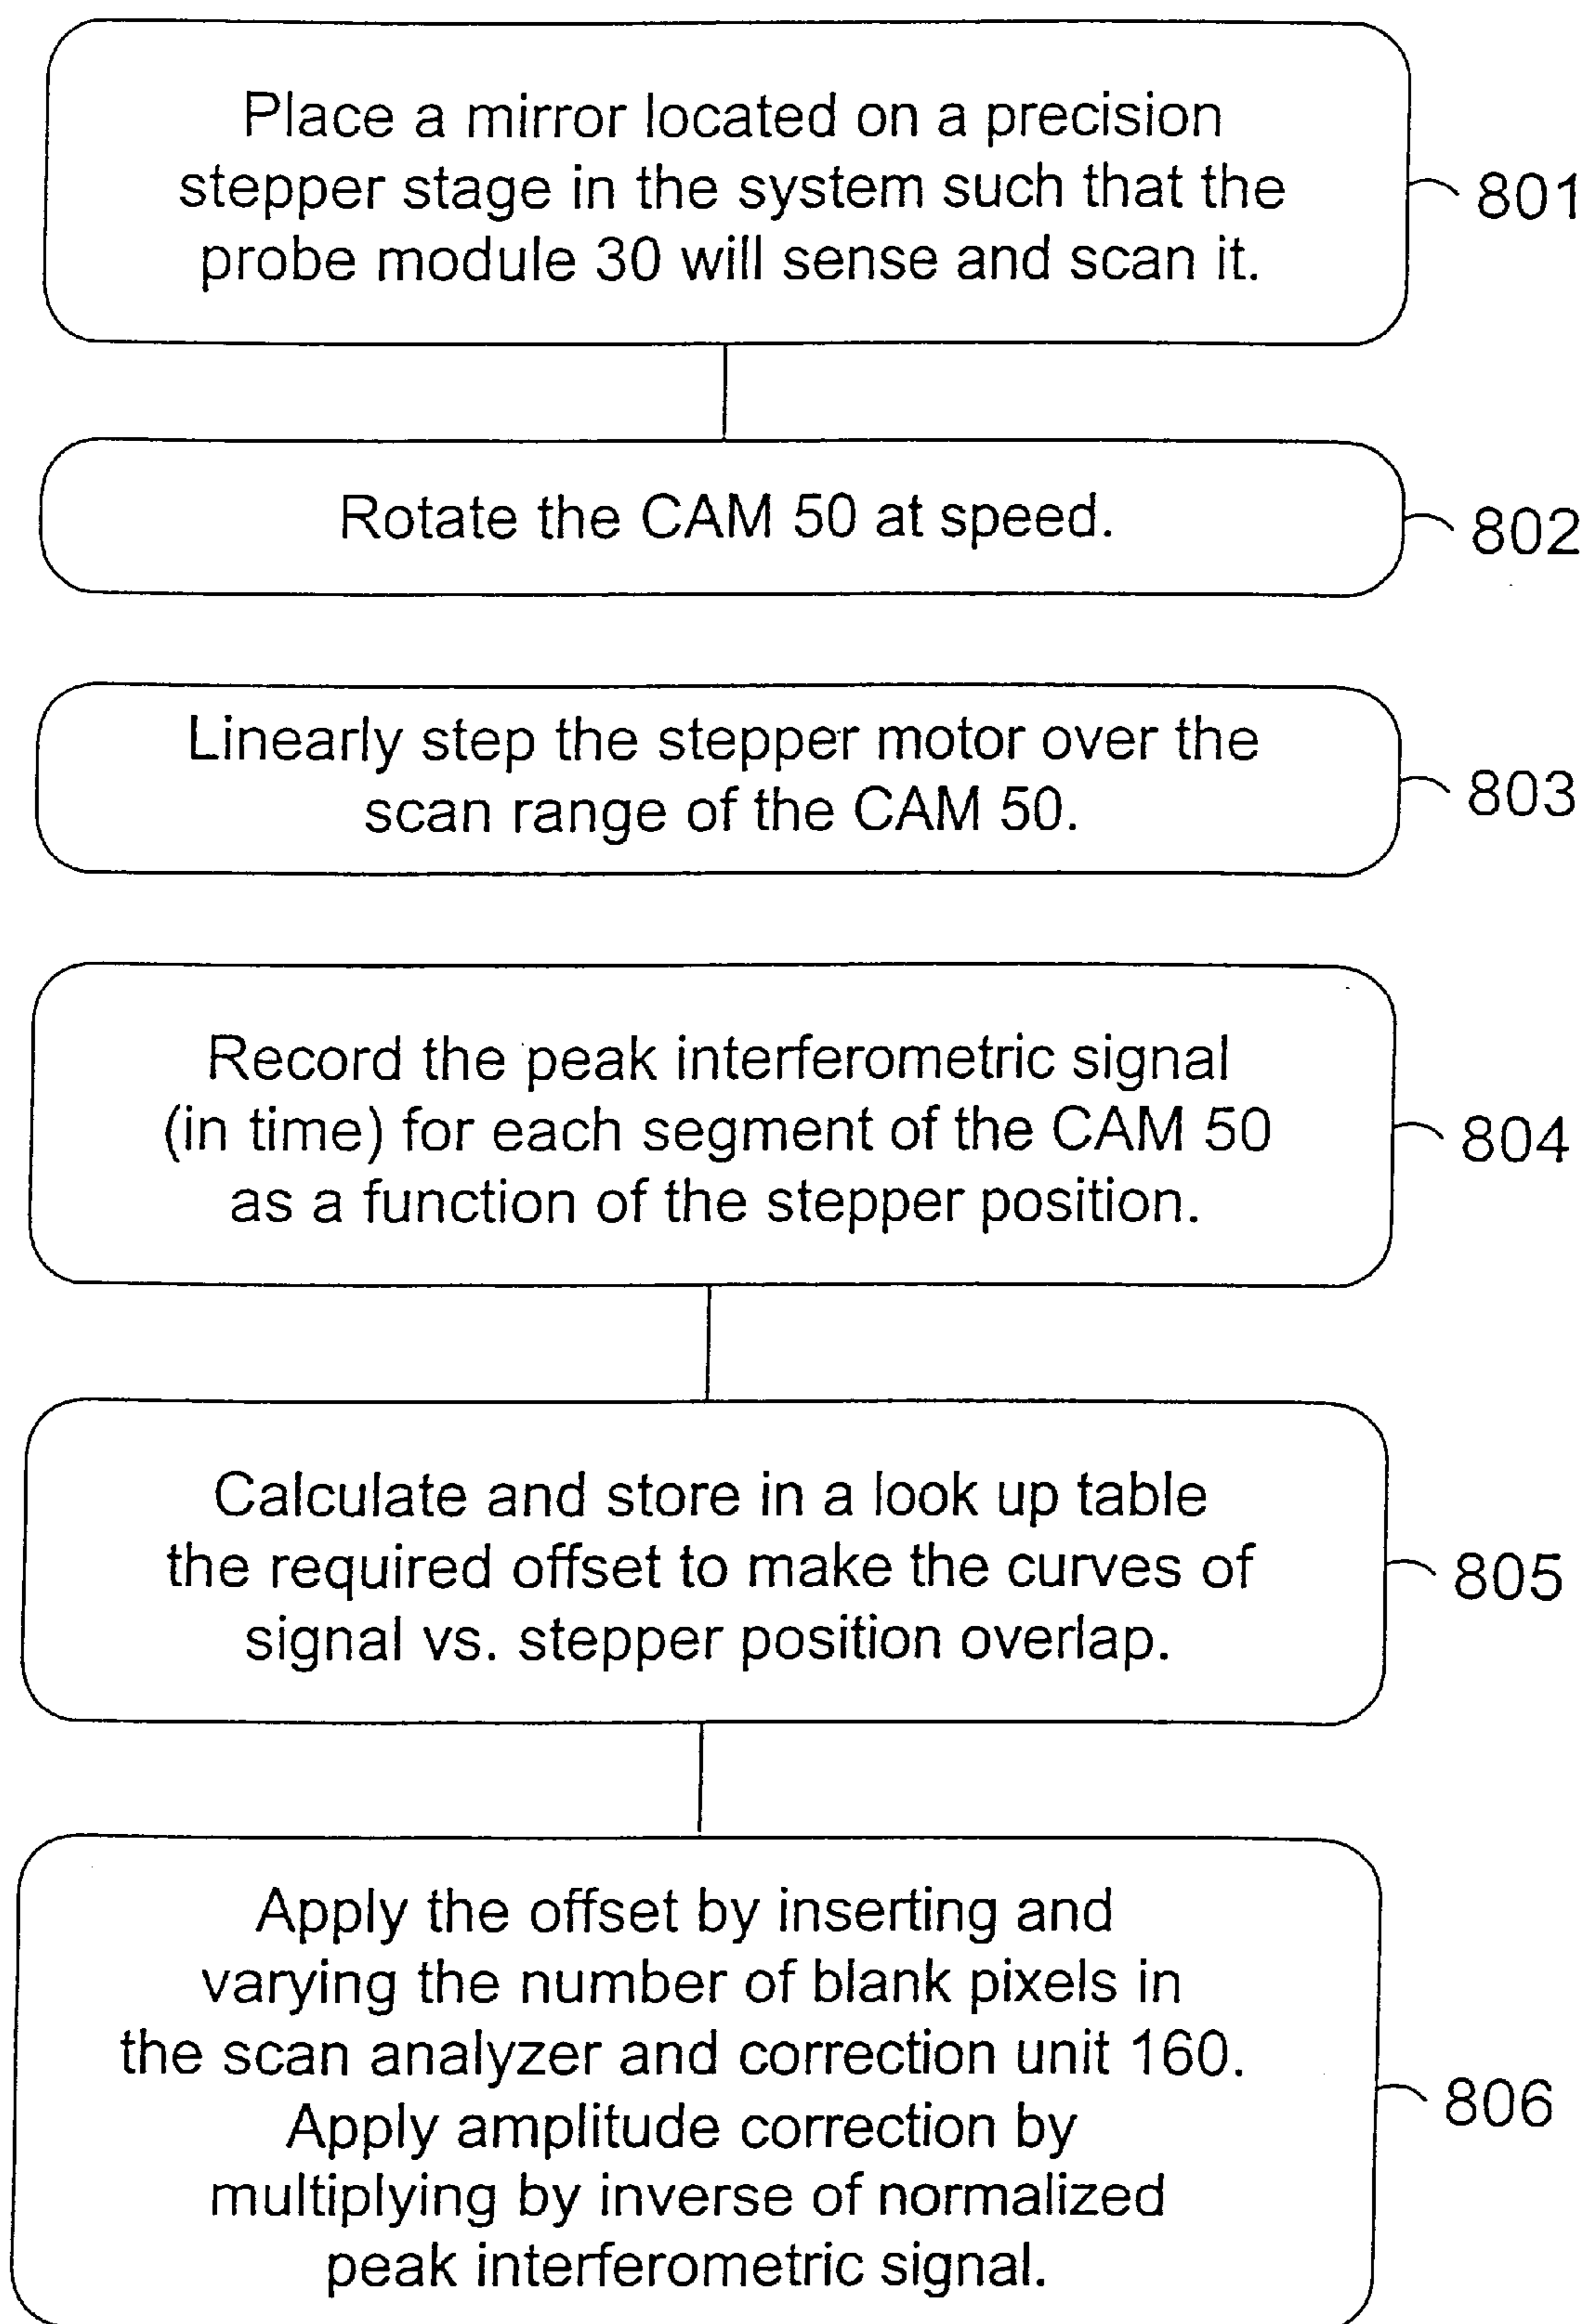 Place a mirror located on a precision
stepper stage in the system such that the
probe module 30 will sense and scan it.
801
Rotate the CAM 50 at speed.
802
Linearly step the stepper motor over the
scan range of the CAM 50.
803
Record the peak interferometric signal
(in time) for each segment of the CAM 50
as a function of the stepper position.
804
Calculate and store in a look up table
the required offset to make the curves of
signal vs. stepper position overlap.
805
Apply the offset by inserting and
varying the number of blank pixels in
the scan analyzer and correction unit 160.
Apply amplitude correction by
multiplying by inverse of normalized
peak interferometric signal.
806